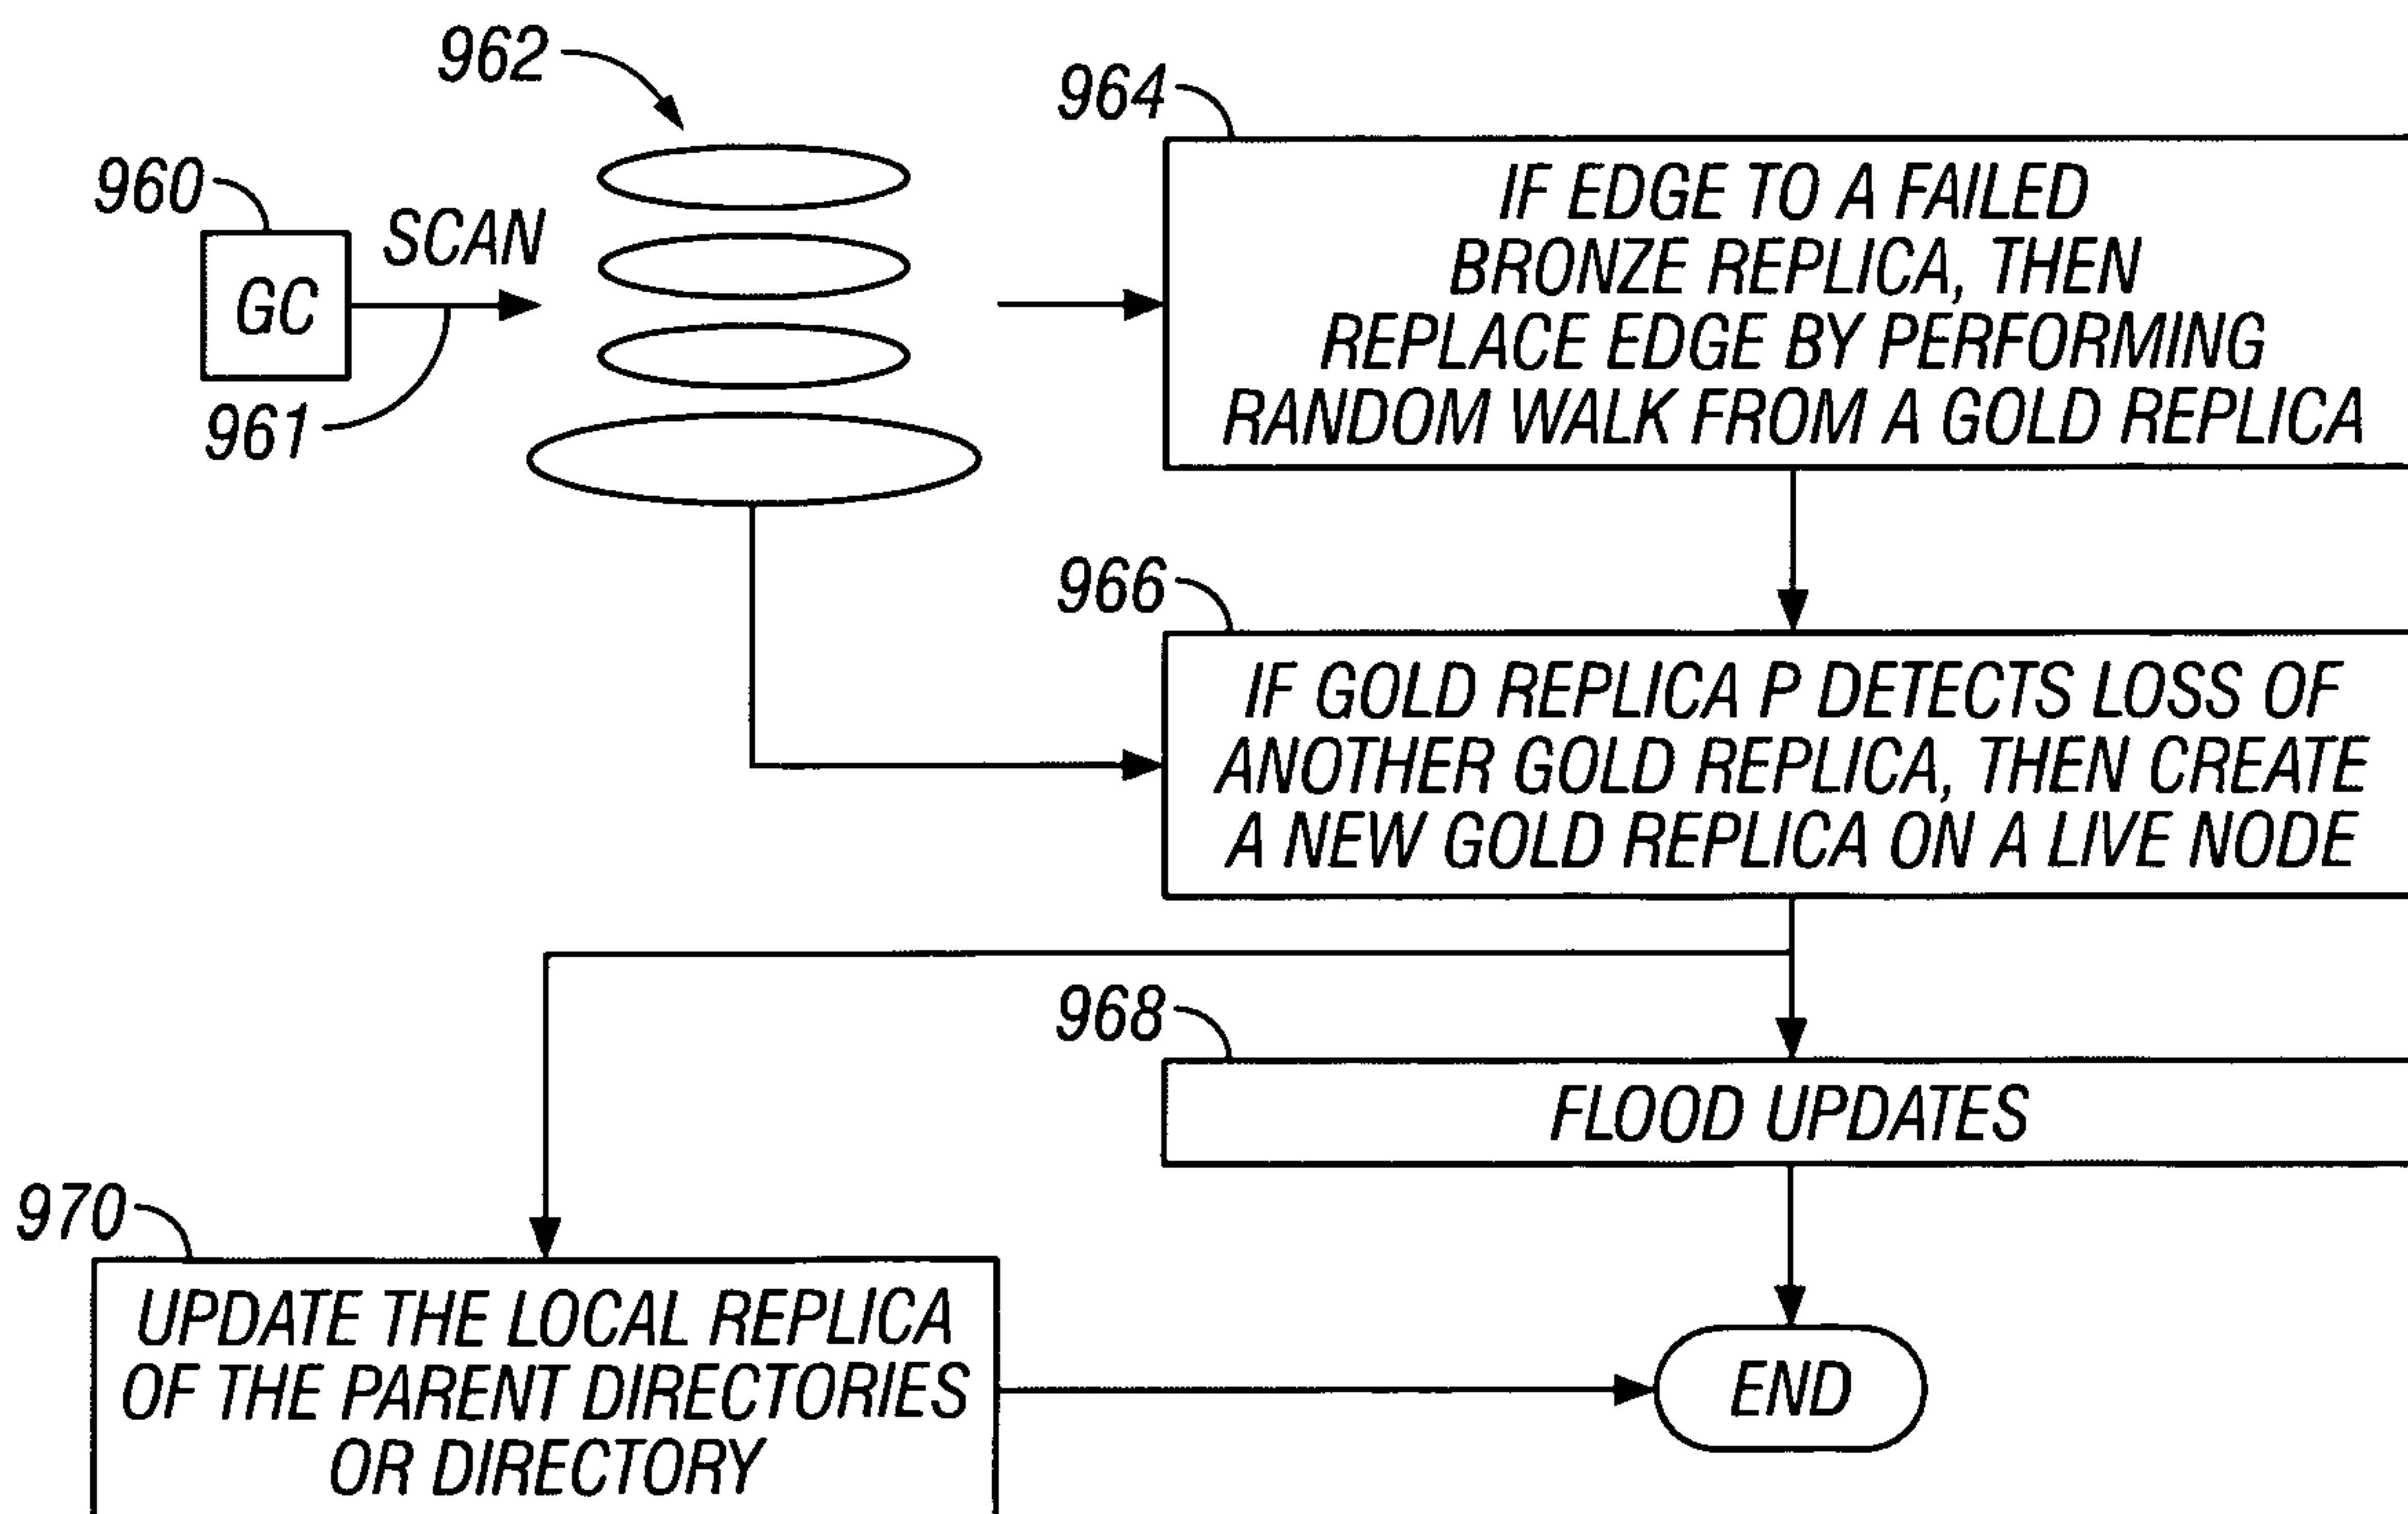 962
964
960
SCAN
GC
961
IF EDGE TO A FAILED
BRONZE REPLICA, THEN
REPLACE EDGE BY PERFORMING
RANDOM WALK FROM A GOLD REPLICA
966
IF GOLD REPLICA P DETECTS LOSS OF
ANOTHER GOLD REPLICA, THEN CREATE
A NEW GOLD REPLICA ON A LIVE NODE
968
FLOOD UPDATES
970
UPDATE THE LOCAL REPLICA
OF THE PARENT DIRECTORIES
OR DIRECTORY
END